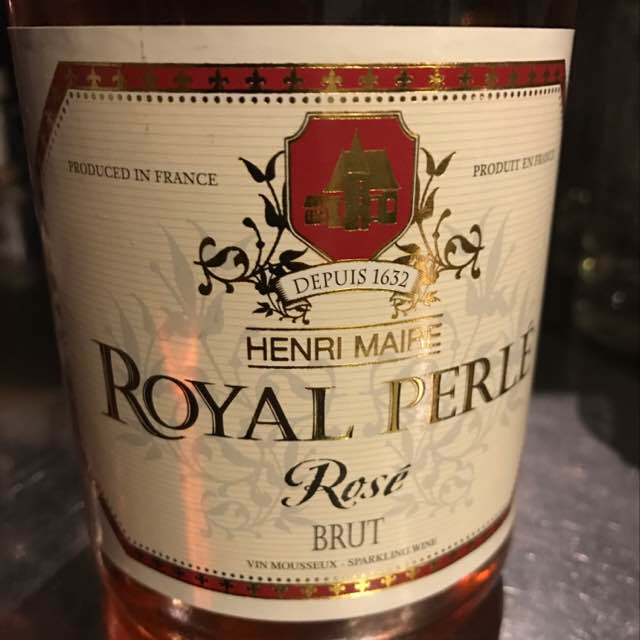 PRODUCED IN FRANCE
PRODUIT EN FRANCE
DEPUIS 1632
HENRI MAIRE
ROYAL PERLÉ
Rosé
BRUT
VIN MOUSSEUX - SPARKLING WINE